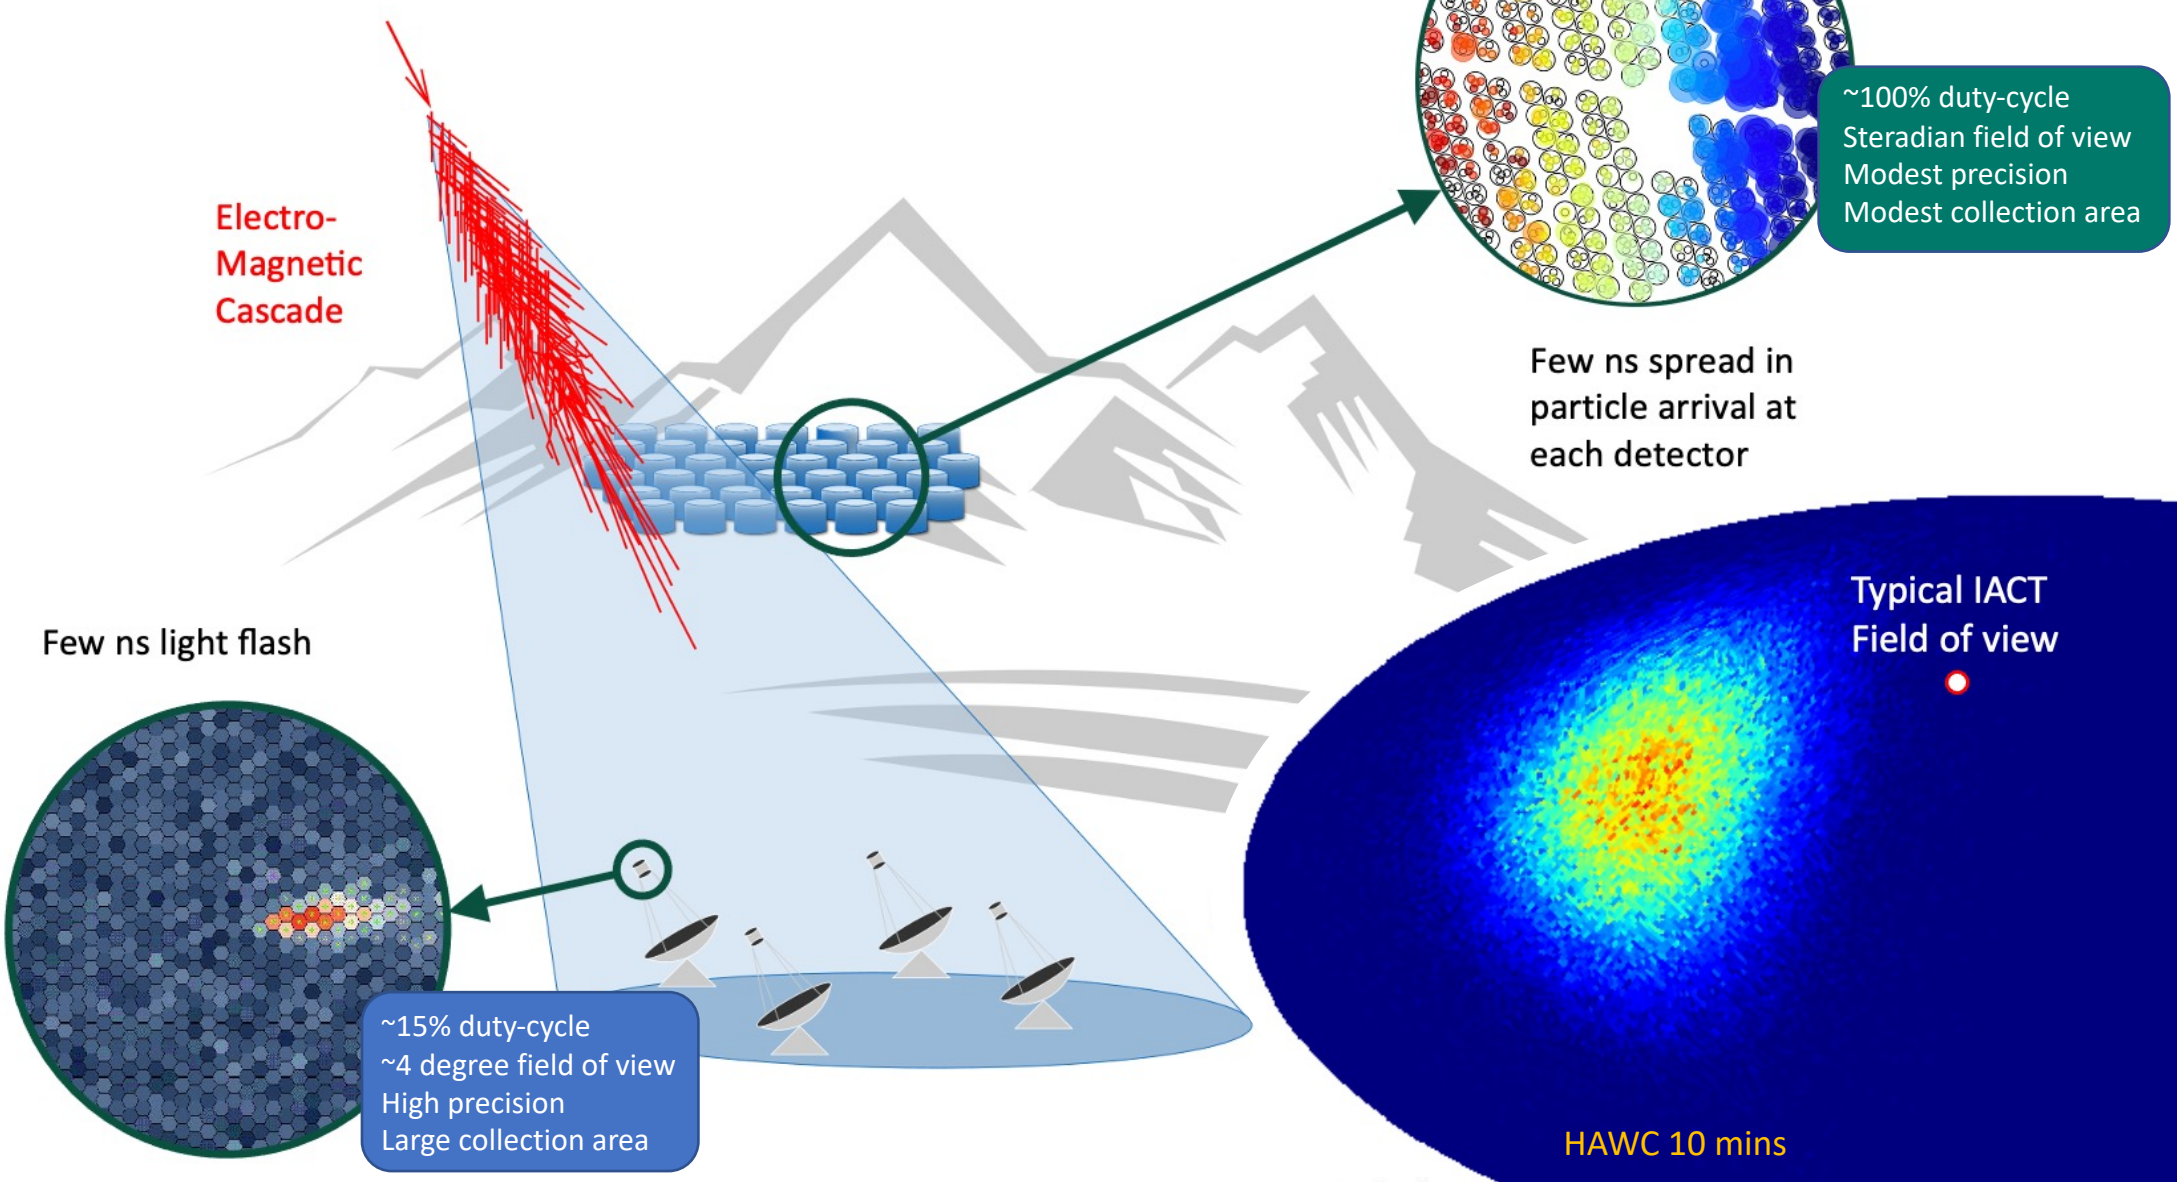 ~100% duty-cycle
Steradian field of view
Modest precision
Modest collection area
Electro-
Magnetic
Cascade
Few ns spread in
particle arrival at
each detector
Typical IACT
Field of view
Few ns light flash
~15% duty-cycle
~4 degree field of view
High precision
Large collection area
HAWC 10 mins